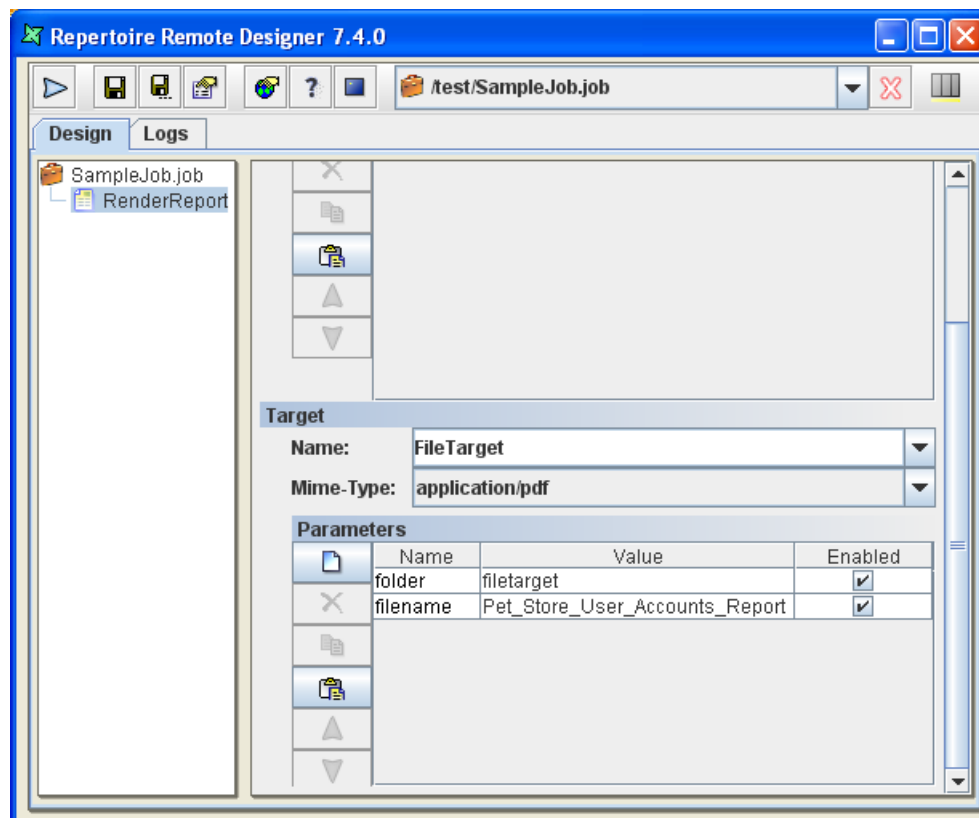 Repertoire Remote Designer 7.4.0
? /test/SampleJob.job
Design Logs
SampleJob.job
RenderReport
Target
Name: FileTarget
Mime-Type: application/pdf
Parameters
Name Value Enabled
folder filetarget
filename Pet_Store_User_Accounts_Report